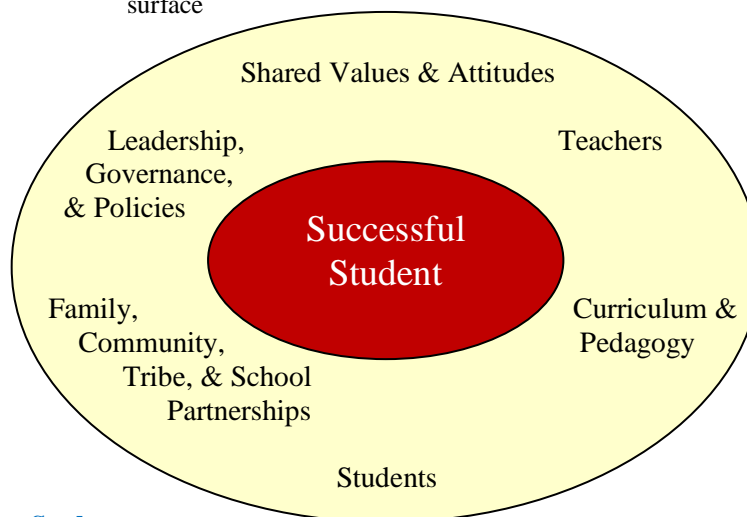 surface
Shared Values & Attitudes
Leadership,
Governance,
& Policies
Teachers
Successful
Student
Family,
Community,
Tribe, & School
Partnerships
Curriculum &
Pedagogy
Students